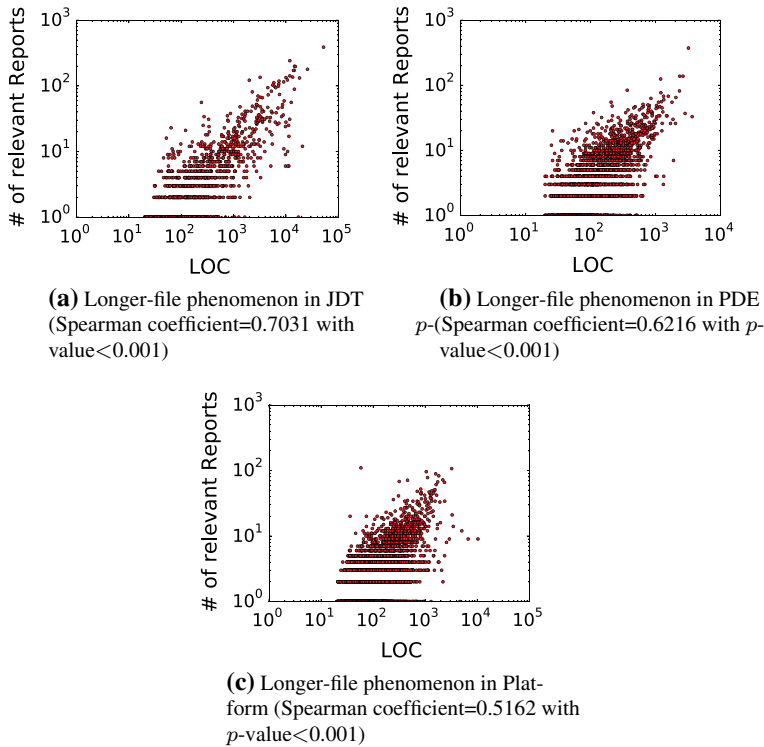 10³
10²
10¹
10⁰
# of relevant Reports
10⁰ 10¹ 10² 10³ 10⁴ 10⁵
LOC
(a) Longer-file phenomenon in JDT
(Spearman coefficient=0.7031 with p-
value<0.001)
10³
10²
10¹
10⁰
# of relevant Reports
10⁰ 10¹ 10² 10³ 10⁴
LOC
(b) Longer-file phenomenon in PDE
(Spearman coefficient=0.6216 with p-
value<0.001)
10³
10²
10¹
10⁰
# of relevant Reports
10⁰ 10¹ 10² 10³ 10⁴ 10⁵
LOC
(c) Longer-file phenomenon in Plat-
form (Spearman coefficient=0.5162 with
p-value<0.001)